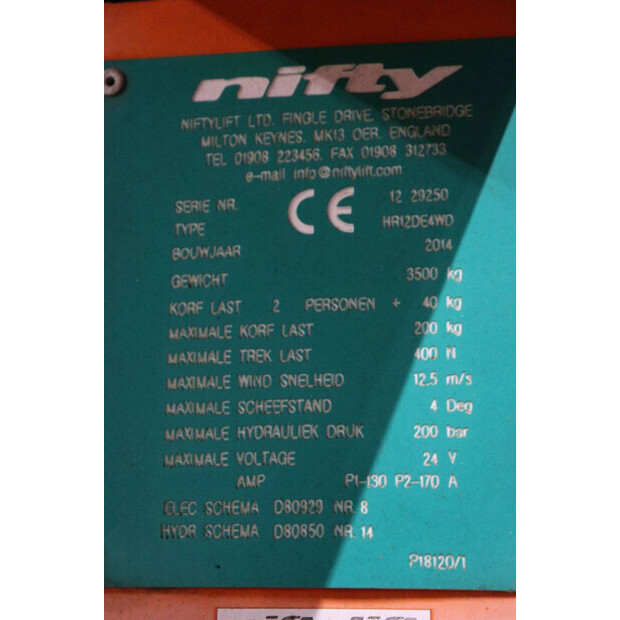 nifty
NIFTYLIFT LTD. FINGLE DRIVE, STONEBRIDGE
MILTON KEYNES, MK13 OER, ENGLAND
TEL 01908 223456, FAX 01908 312733
e-mail info@niftylift.com
SERIE NR. CE 12 29250
TYPE HR12DE4WD
BOUWJAAR 2014
GEWICHT 3500 kg
KORF LAST 2 PERSONEN + 40 kg
MAXIMALE KORF LAST 200 kg
MAXIMALE TREK LAST 400 N
MAXIMALE WIND SNELHEID 12.5 m/s
MAXIMALE SCHEEFSTAND 4 Deg
MAXIMALE HYDRAULIEK DRUK 200 bar
MAXIMALE VOLTAGE 24 V
AMP P1-130 P2-170 A
ELEC SCHEMA D80929 NR. 8
HYDR SCHEMA D80850 NR. 14
P18120/1